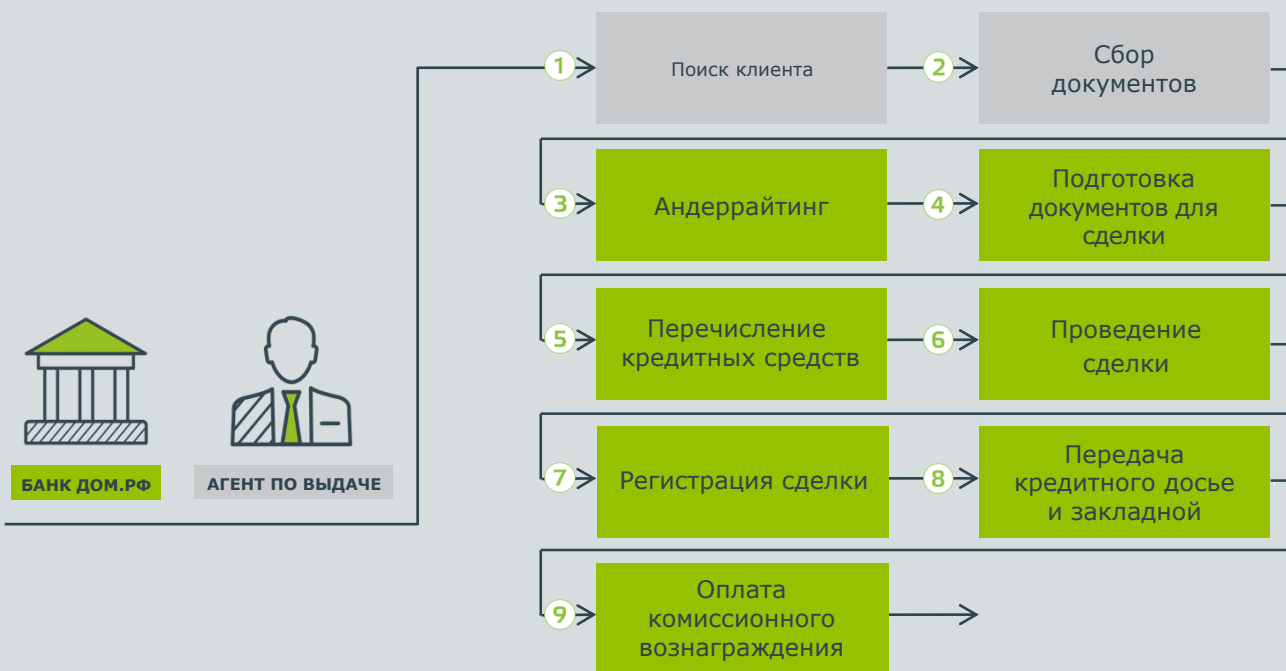 1
Поиск клиента
2
Сбор
документов
3
Андеррайтинг
4
Подготовка
документов для
сделки
5
Перечисление
кредитных средств
6
Проведение
сделки
БАНК ДОМ.РФ
АГЕНТ ПО ВЫДАЧЕ
7
Регистрация сделки
8
Передача
кредитного досье
и закладной
9
Оплата
комиссионного
вознаграждения